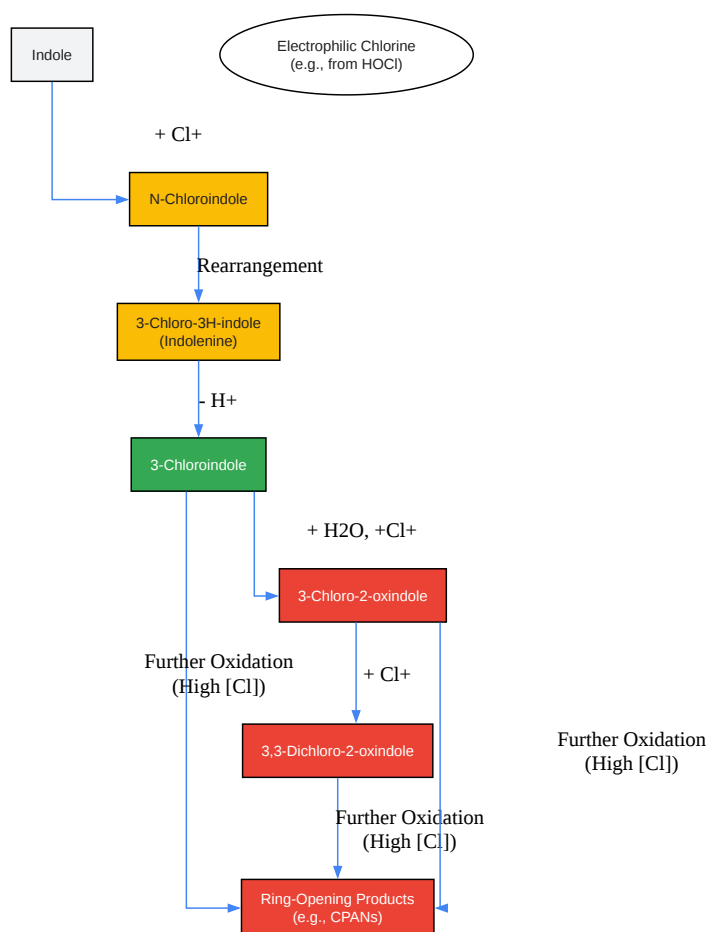 Indole
Electrophilic Chlorine
(e.g., from HOCl)
+ Cl+
N-Chloroindole
Rearrangement
3-Chloro-3H-indole
(Indolenine)
- H+
3-Chloroindole
+ H2O, +Cl+
3-Chloro-2-oxindole
Further Oxidation
(High [Cl])
+ Cl+
3,3-Dichloro-2-oxindole
Further Oxidation
(High [Cl])
Further Oxidation
(High [Cl])
Ring-Opening Products
(e.g., CPANs)